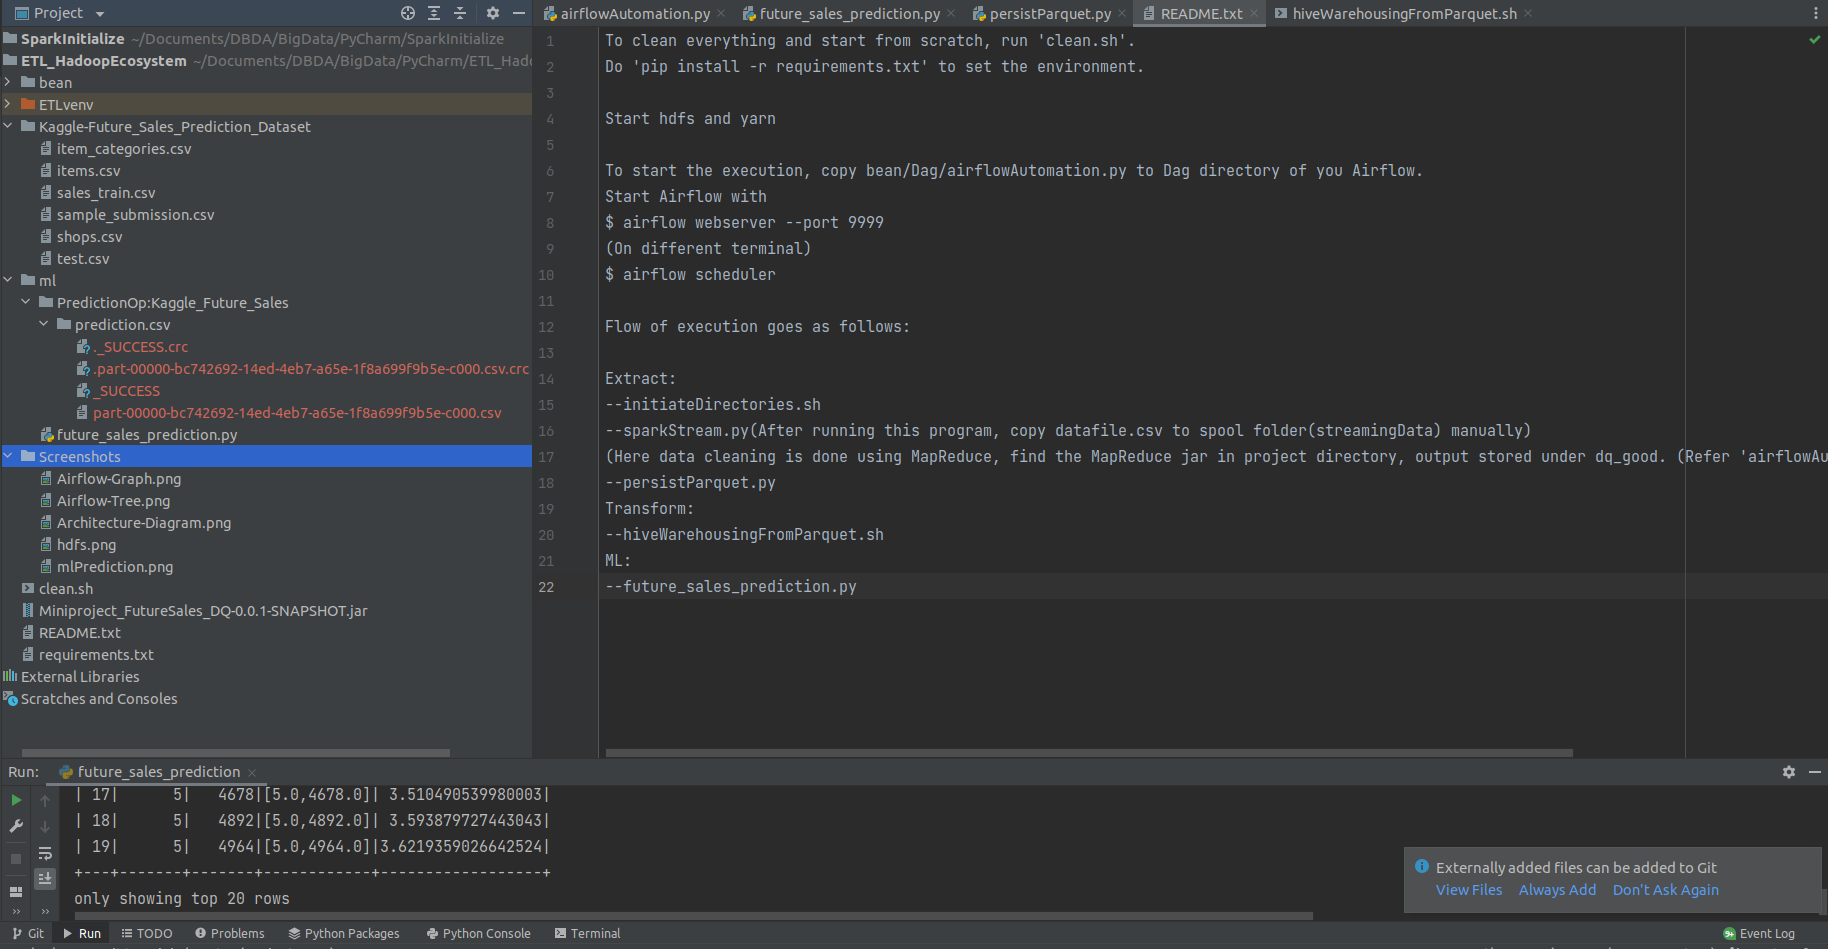 Project
airflowAutomation.py
future_sales_prediction.py
persistParquet.py
README.txt
hiveWarehousingFromParquet.sh
SparkInitialize ~/Documents/DBDA/BigData/PyCharm/SparkInitialize
ETL_HadoopEcosystem ~/Documents/DBDA/BigData/PyCharm/ETL_Hado
bean
ETLvenv
Kaggle-Future_Sales_Prediction_Dataset
item_categories.csv
items.csv
sales_train.csv
sample_submission.csv
shops.csv
test.csv
ml
PredictionOp:Kaggle_Future_Sales
prediction.csv
._SUCCESS.crc
.part-00000-bc742692-14ed-4eb7-a65e-1f8a699f9b5e-c000.csv.crc
_SUCCESS
part-00000-bc742692-14ed-4eb7-a65e-1f8a699f9b5e-c000.csv
future_sales_prediction.py
Screenshots
Airflow-Graph.png
Airflow-Tree.png
Architecture-Diagram.png
hdfs.png
mlPrediction.png
clean.sh
Miniproject_FutureSales_DQ-0.0.1-SNAPSHOT.jar
README.txt
requirements.txt
External Libraries
Scratches and Consoles
1 To clean everything and start from scratch, run 'clean.sh'.
2 Do 'pip install -r requirements.txt' to set the environment.
3
4 Start hdfs and yarn
5
6 To start the execution, copy bean/Dag/airflowAutomation.py to Dag directory of you Airflow.
7 Start Airflow with
8 $ airflow webserver --port 9999
9 (On different terminal)
10 $ airflow scheduler
11
12 Flow of execution goes as follows:
13
14 Extract:
15 --initiateDirectories.sh
16 --sparkStream.py(After running this program, copy datafile.csv to spool folder(streamingData) manually)
17 (Here data cleaning is done using MapReduce, find the MapReduce jar in project directory, output stored under dq_good. (Refer 'airflowAu
18 --persistParquet.py
19 Transform:
20 --hiveWarehousingFromParquet.sh
21 ML:
22 --future_sales_prediction.py
Run: future_sales_prediction
| 17|      5|   4678|[5.0,4678.0]| 3.510490539980003|
| 18|      5|   4892|[5.0,4892.0]| 3.593879727443043|
| 19|      5|   4964|[5.0,4964.0]|3.6219359026642524|
+---+-------+-------+------------+------------------+
only showing top 20 rows
Externally added files can be added to Git
View Files Always Add Don't Ask Again
Git Run TODO Problems Python Packages Python Console Terminal
9+ Event Log